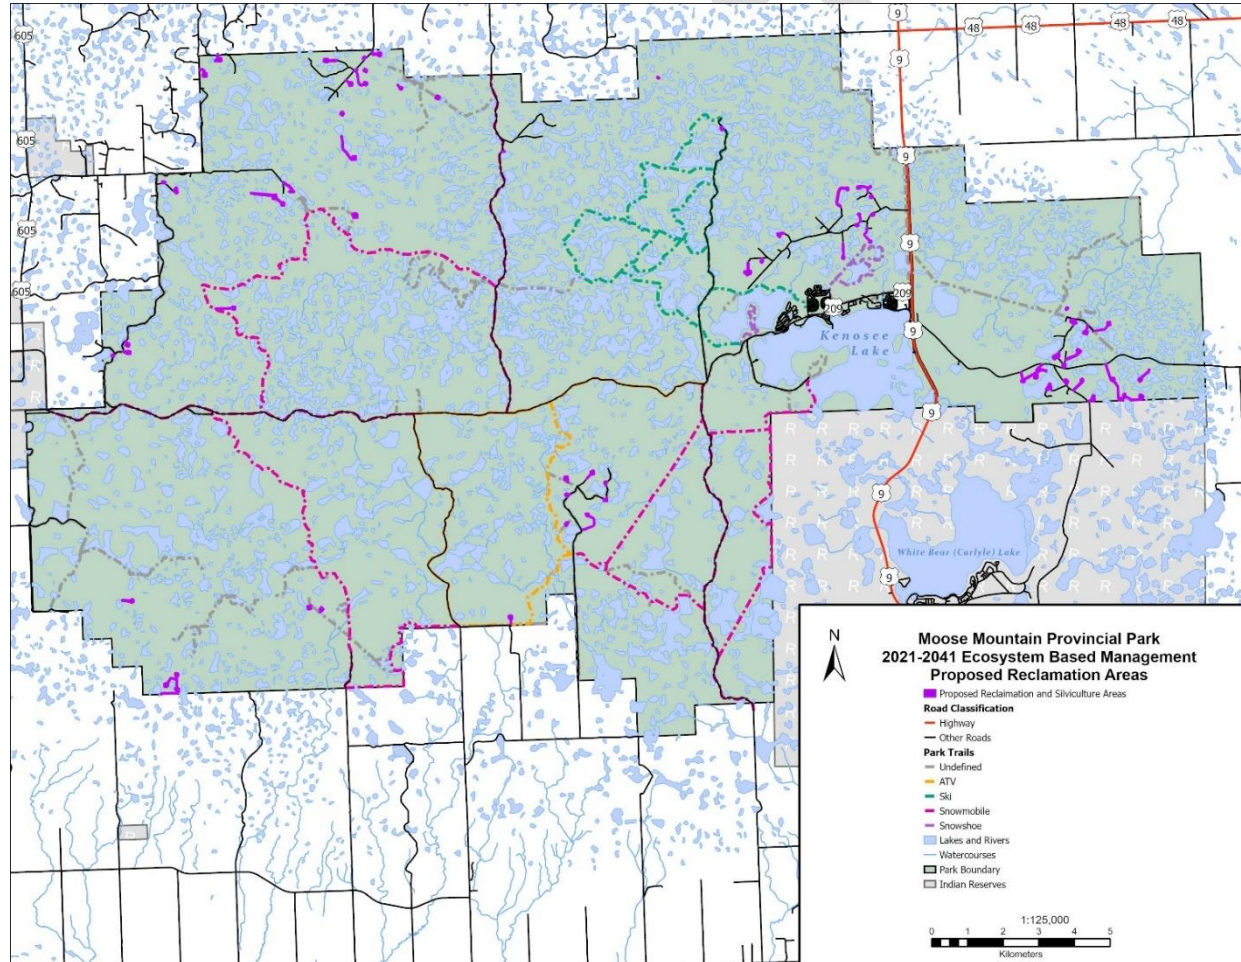 9
48
48
48
605
9
605
9
605
9
605
209
209
Kenosee
Lake
9
9
R R R R R R R
9
White Bear (Carlyle) Lake
9
N
Moose Mountain Provincial Park
2021-2041 Ecosystem Based Management
Proposed Reclamation Areas
Proposed Reclaimation and Silviculture Areas
Road Classification
Highway
Other Roads
Park Trails
Undefined
ATV
Ski
Snowmobile
Snowshoe
Lakes and Rivers
Watercourses
Park Boundary
Indian Reserves
1:125,000
0 1 2 3 4 5
Kilometers